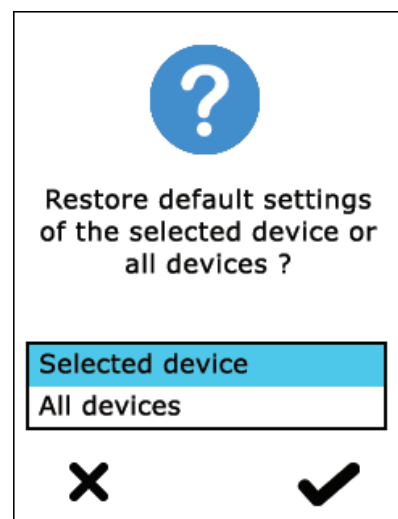 ?
Restore default settings
of the selected device or
all devices ?
Selected device
All devices